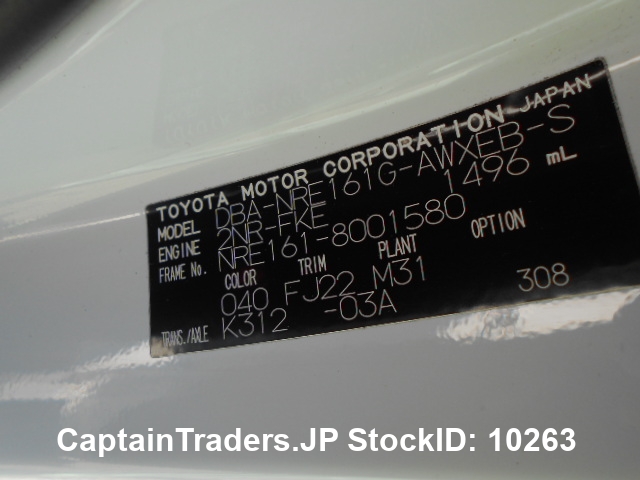 TOYOTA MOTOR CORPORATION-JAPAN
MODEL DBA-NRE161G-AWXEB-S
ENGINE 2NR-FKE 1496 mL
FRAME No. NRE161-8001580
COLOR TRIM PLANT OPTION
040 FJ22 M31
TRANS./AXLE K312 -03A 308
CaptainTraders.JP StockID: 10263